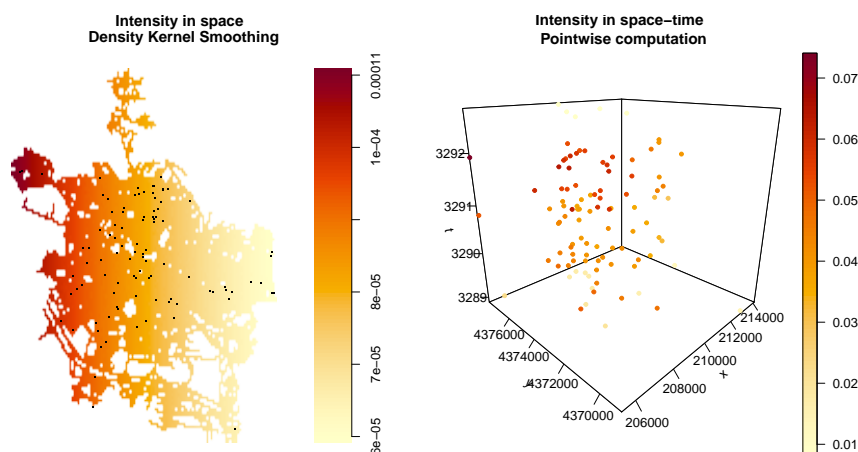 Intensity in space
Density Kernel Smoothing
0.00011
1e−04
8e−05
7e−05
6e−05
Intensity in space−time
Pointwise computation
3292
3291
3290
3289
t
4376000
4374000
4372000
4370000
y
206000
208000
210000
212000
214000
x
0.07
0.06
0.05
0.04
0.03
0.02
0.01